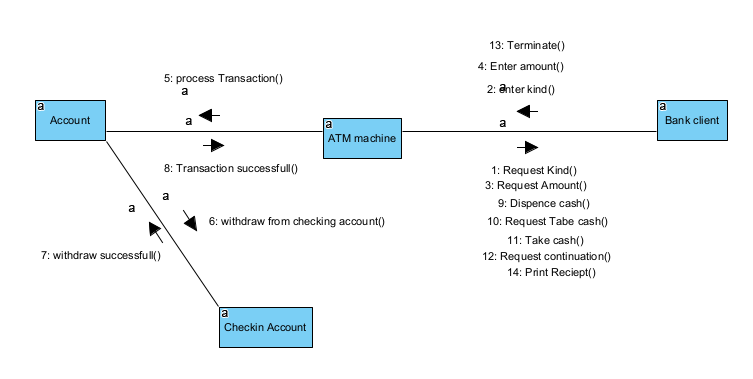 13: Terminate()
4: Enter amount()
5: process Transaction()
a
2: Enter kind()
a
a
Account
a
ATM machine
a
a
a
Bank client
8: Transaction successfull()
1: Request Kind()
3: Request Amount()
a
9: Dispence cash()
a
6: withdraw from checking account()
10: Request Tabe cash()
11: Take cash()
7: withdraw successfull()
12: Request continuation()
14: Print Reciept()
a
Checkin Account